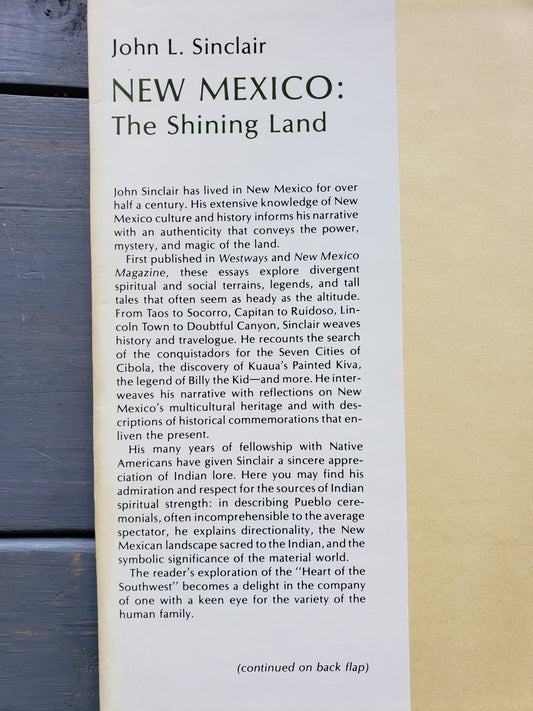 John L. Sinclair
NEW MEXICO:
The Shining Land
John Sinclair has lived in New Mexico for over
half a century. His extensive knowledge of New
Mexico culture and history informs his narrative
with an authenticity that conveys the power,
mystery, and magic of the land.
First published in Westways and New Mexico
Magazine, these essays explore divergent
spiritual and social terrains, legends, and tall
tales that often seem as heady as the altitude.
From Taos to Socorro, Capitan to Ruidoso, Lin-
coln Town to Doubtful Canyon, Sinclair weaves
history and travelogue. He recounts the search
of the conquistadors for the Seven Cities of
Cibola, the discovery of Kuaua's Painted Kiva,
the legend of Billy the Kid—and more. He inter-
weaves his narrative with reflections on New
Mexico's multicultural heritage and with des-
criptions of historical commemorations that en-
liven the present.
His many years of fellowship with Native
Americans have given Sinclair a sincere appre-
ciation of Indian lore. Here you may find his
admiration and respect for the sources of Indian
spiritual strength: in describing Pueblo cere-
monials, often incomprehensible to the average
spectator, he explains directionality, the New
Mexican landscape sacred to the Indian, and the
symbolic significance of the material world.
The reader's exploration of the "Heart of the
Southwest" becomes a delight in the company
of one with a keen eye for the variety of the
human family.
(continued on back flap)